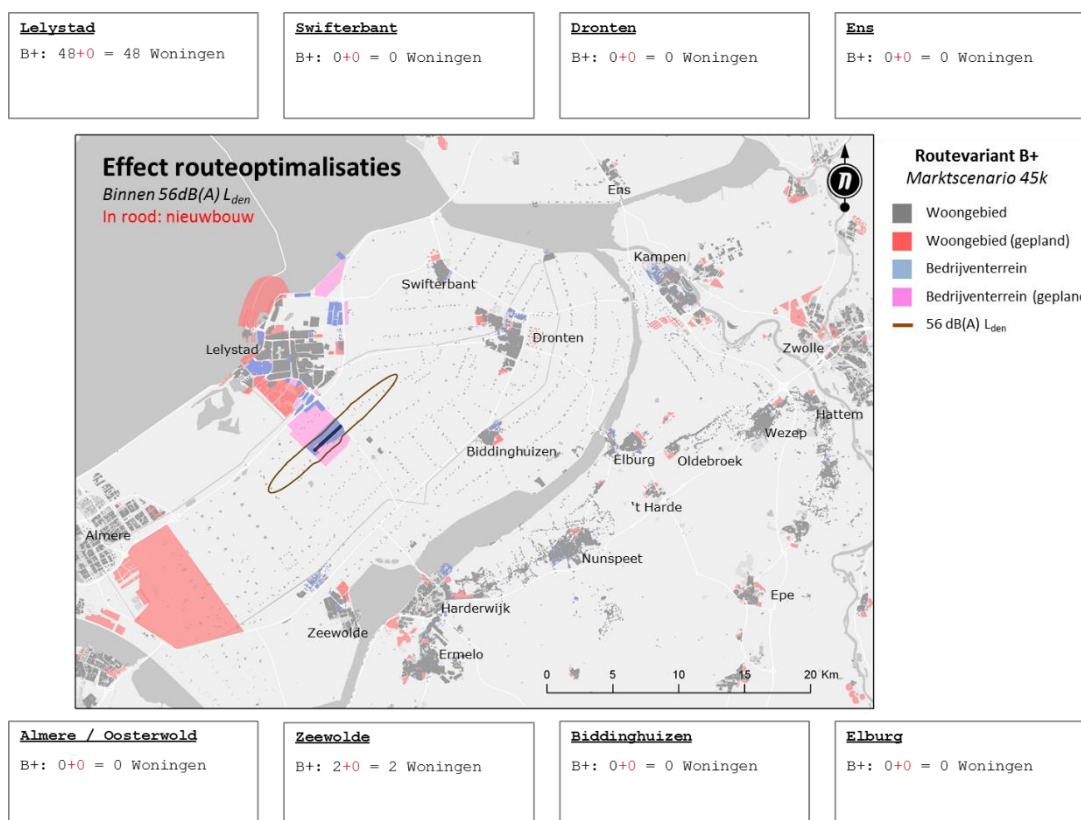 Lelystad
B+: 48+0 = 48 Woningen
Swifterbant
B+: 0+0 = 0 Woningen
Dronten
B+: 0+0 = 0 Woningen
Ens
B+: 0+0 = 0 Woningen
Effect routeoptimalisaties
Binnen 56dB(A) Lden
In rood: nieuwbouw
Ens
Kampen
Swifterbant
Dronten
Lelystad
Zwolle
Hattem
Wezep
Biddinghuizen
Elburg
Oldebroek
't Harde
Almere
Nunspeet
Harderwijk
Epe
Zeewolde
Ermelo
0 5 10 15 20 Km
n
Routevariant B+
Marktscenario 45k
Woongebied
Woongebied (gepland)
Bedrijventerrein
Bedrijventerrein (gepland
56 dB(A) Lden
Almere / Oosterwold
B+: 0+0 = 0 Woningen
Zeewolde
B+: 2+0 = 2 Woningen
Biddinghuizen
B+: 0+0 = 0 Woningen
Elburg
B+: 0+0 = 0 Woningen